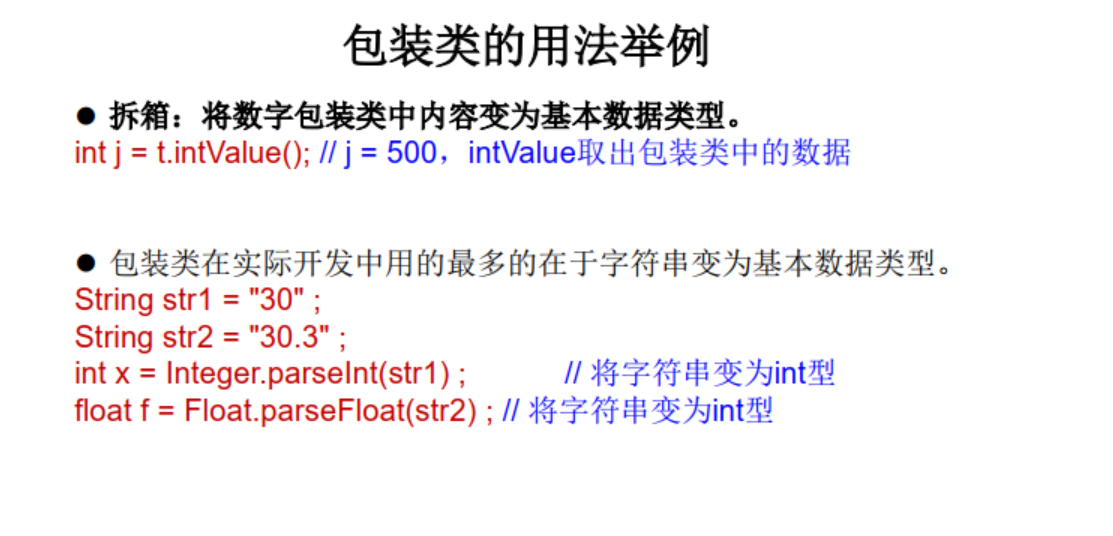 包装类的用法举例
● 拆箱：将数字包装类中内容变为基本数据类型。
int j = t.intValue(); // j = 500，intValue取出包装类中的数据
● 包装类在实际开发中用的最多的在于字符串变为基本数据类型。
String str1 = "30" ;
String str2 = "30.3" ;
int x = Integer.parseInt(str1) ; // 将字符串变为int型
float f = Float.parseFloat(str2) ; // 将字符串变为int型